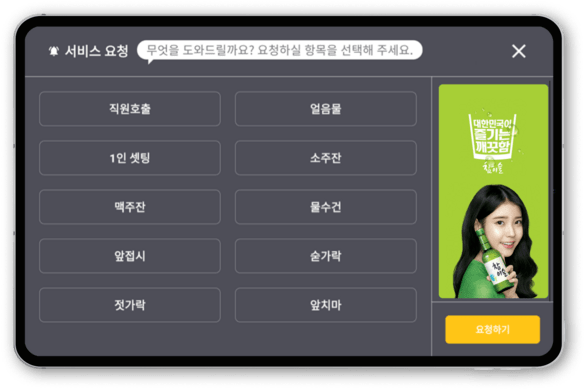 서비스 요청
무엇을 도와드릴까요? 요청하실 항목을 선택해 주세요.
직원호출
얼음물
1인 셋팅
소주잔
맥주잔
물수건
앞접시
숟가락
젓가락
앞치마
대한민국이
즐기는
깨끗함
참이슬
참이슬
요청하기